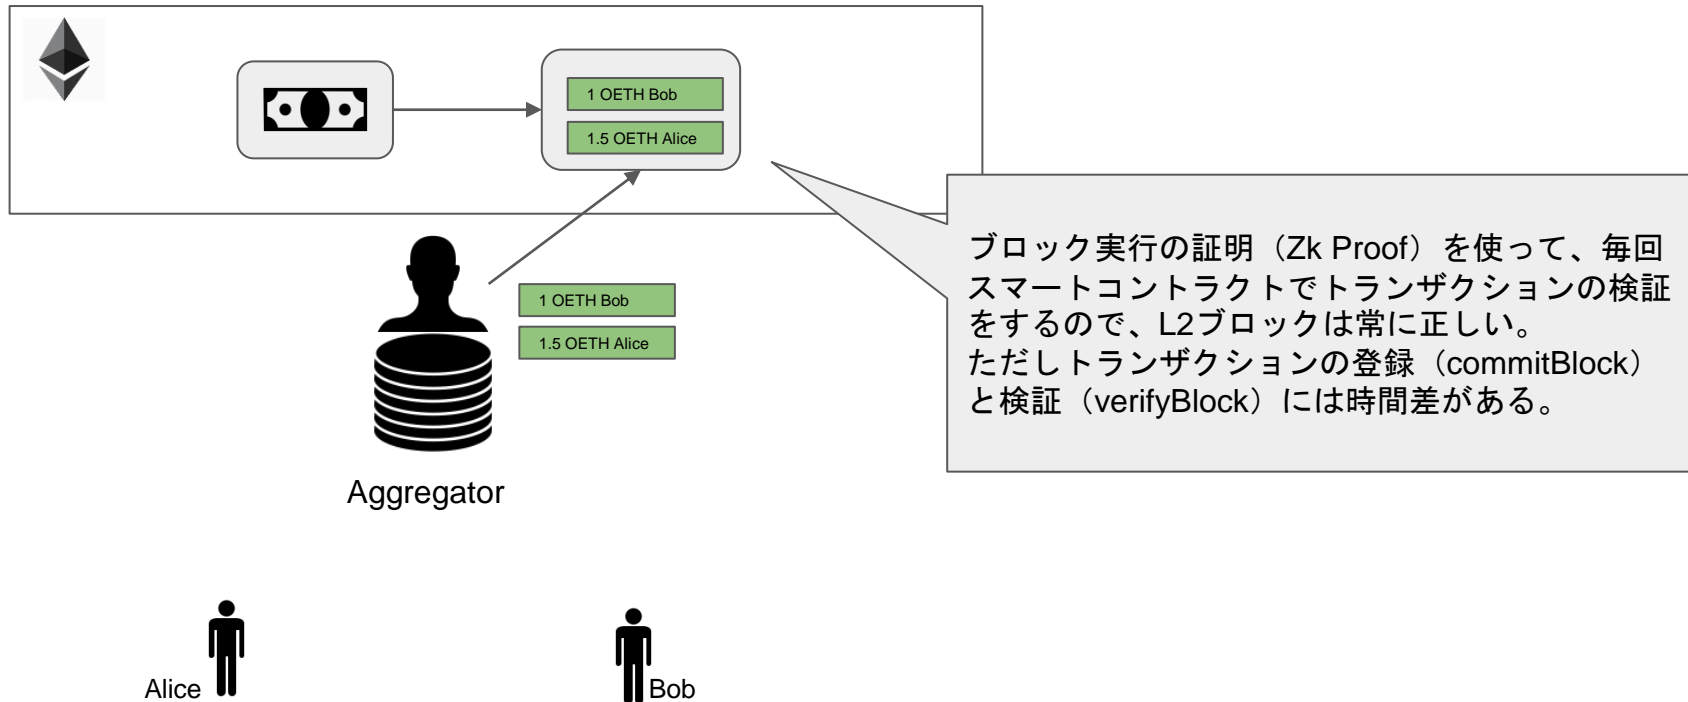 1 OETH Bob
1.5 OETH Alice
ブロック実行の証明（Zk Proof）を使って、毎回
スマートコントラクトでトランザクションの検証
をするので、L2ブロックは常に正しい。
ただしトランザクションの登録（commitBlock）
と検証（verifyBlock）には時間差がある。
1 OETH Bob
1.5 OETH Alice
Aggregator
Alice
Bob